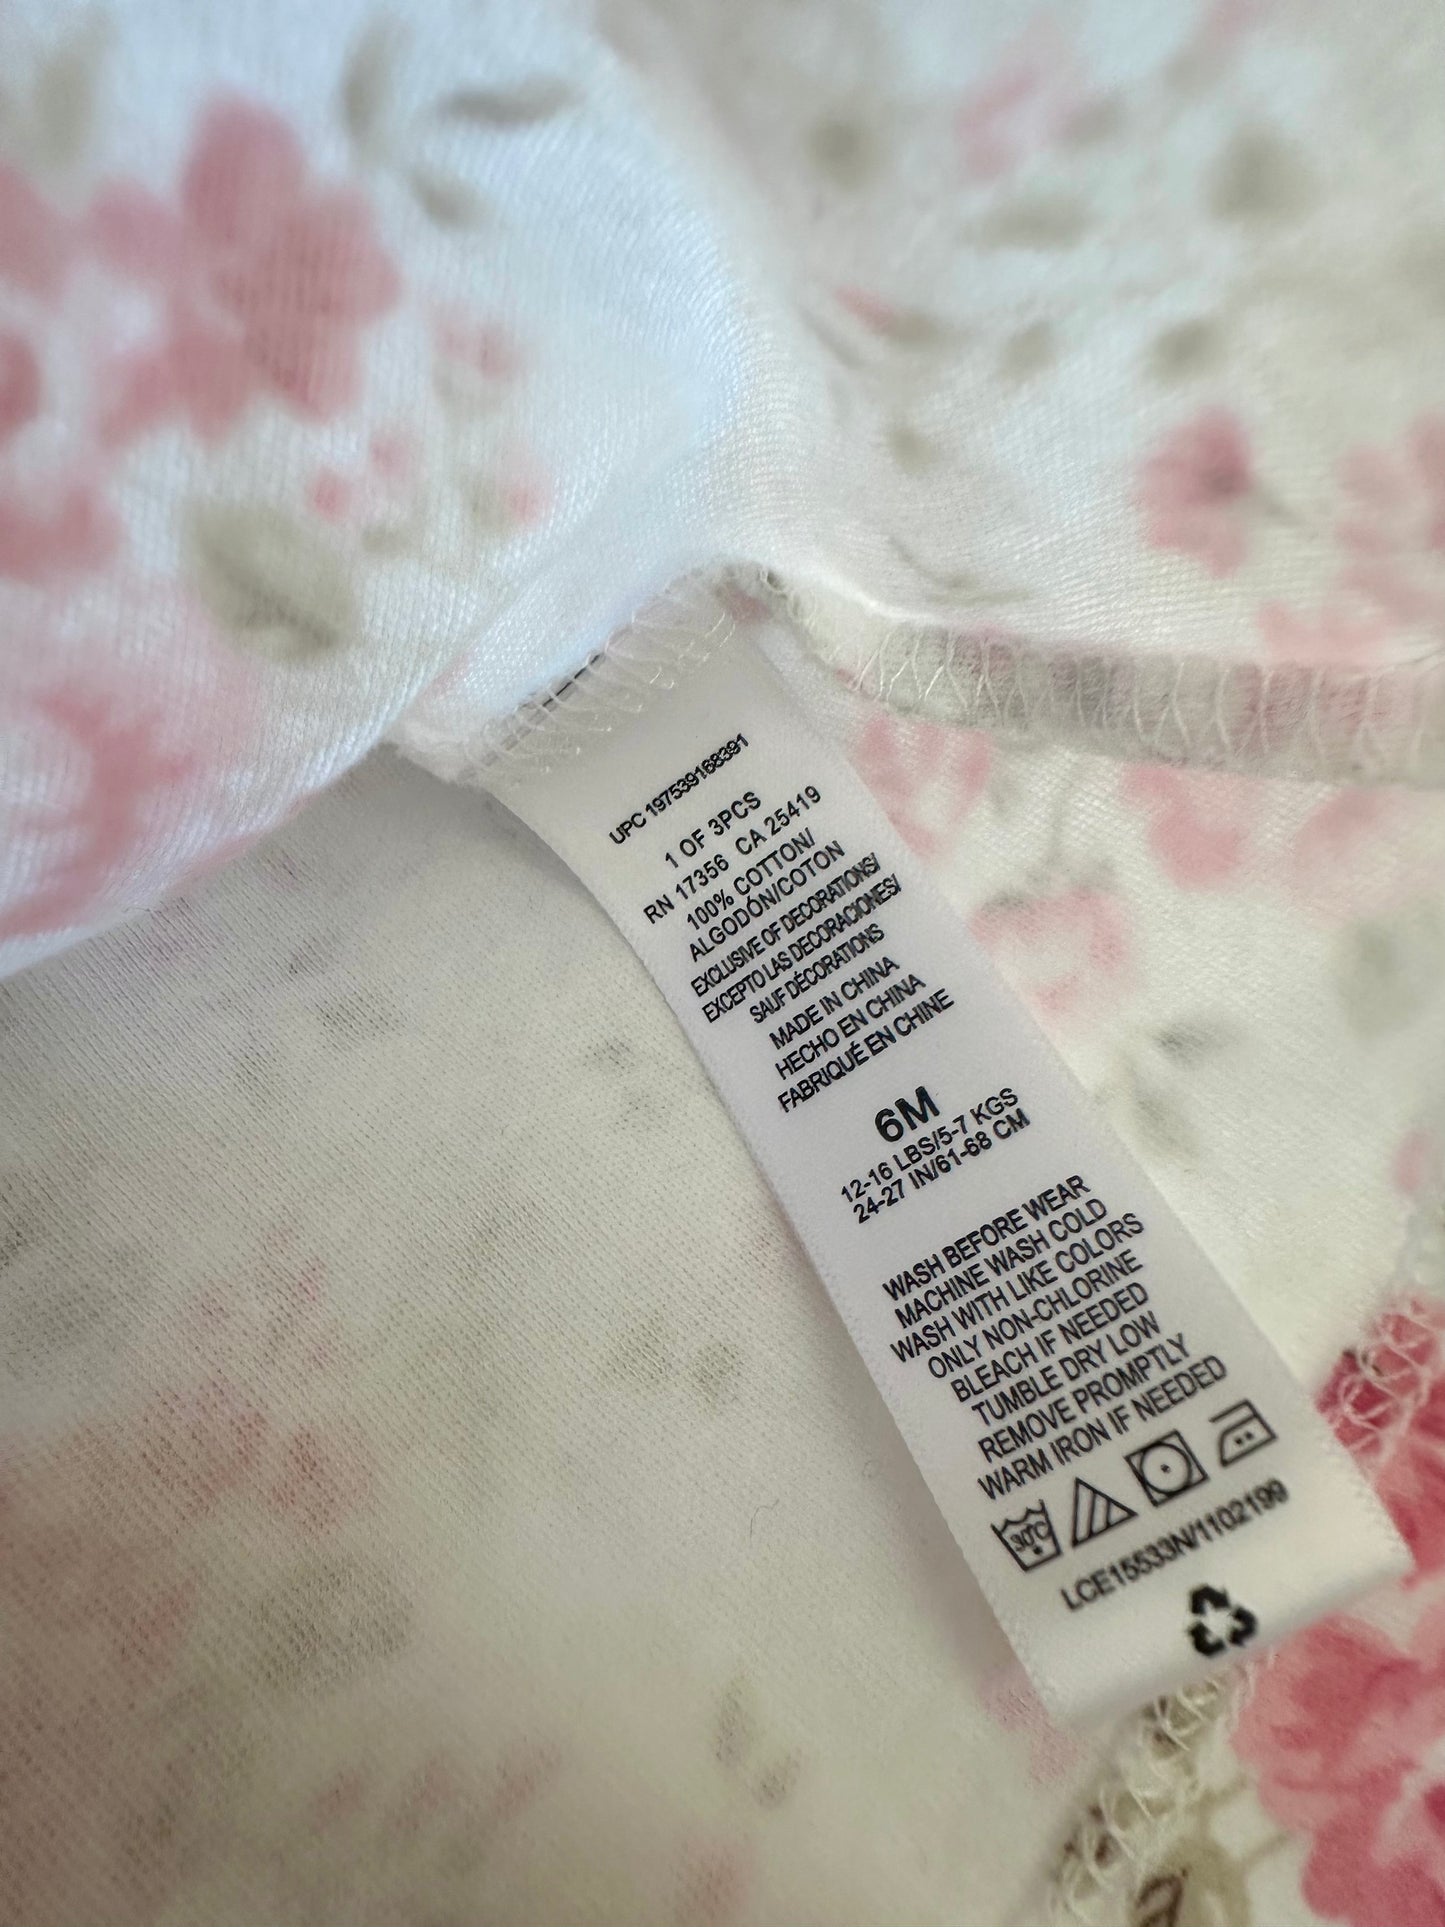 UPC 197539168391
1 OF 3PCS
RN 17356 CA 25419
100% COTTON/
ALGODÓN/COTON
EXCLUSIVE OF DECORATIONS/
EXCEPTO LAS DECORACIONES/
SAUF DÉCORATIONS
MADE IN CHINA
HECHO EN CHINA
FABRIQUÉ EN CHINE
6M
12-16 LBS/5-7 KGS
24-27 IN/61-68 CM
WASH BEFORE WEAR
MACHINE WASH COLD
WASH WITH LIKE COLORS
ONLY NON-CHLORINE
BLEACH IF NEEDED
TUMBLE DRY LOW
REMOVE PROMPTLY
WARM IRON IF NEEDED
30°C
LCE15533N/1102199